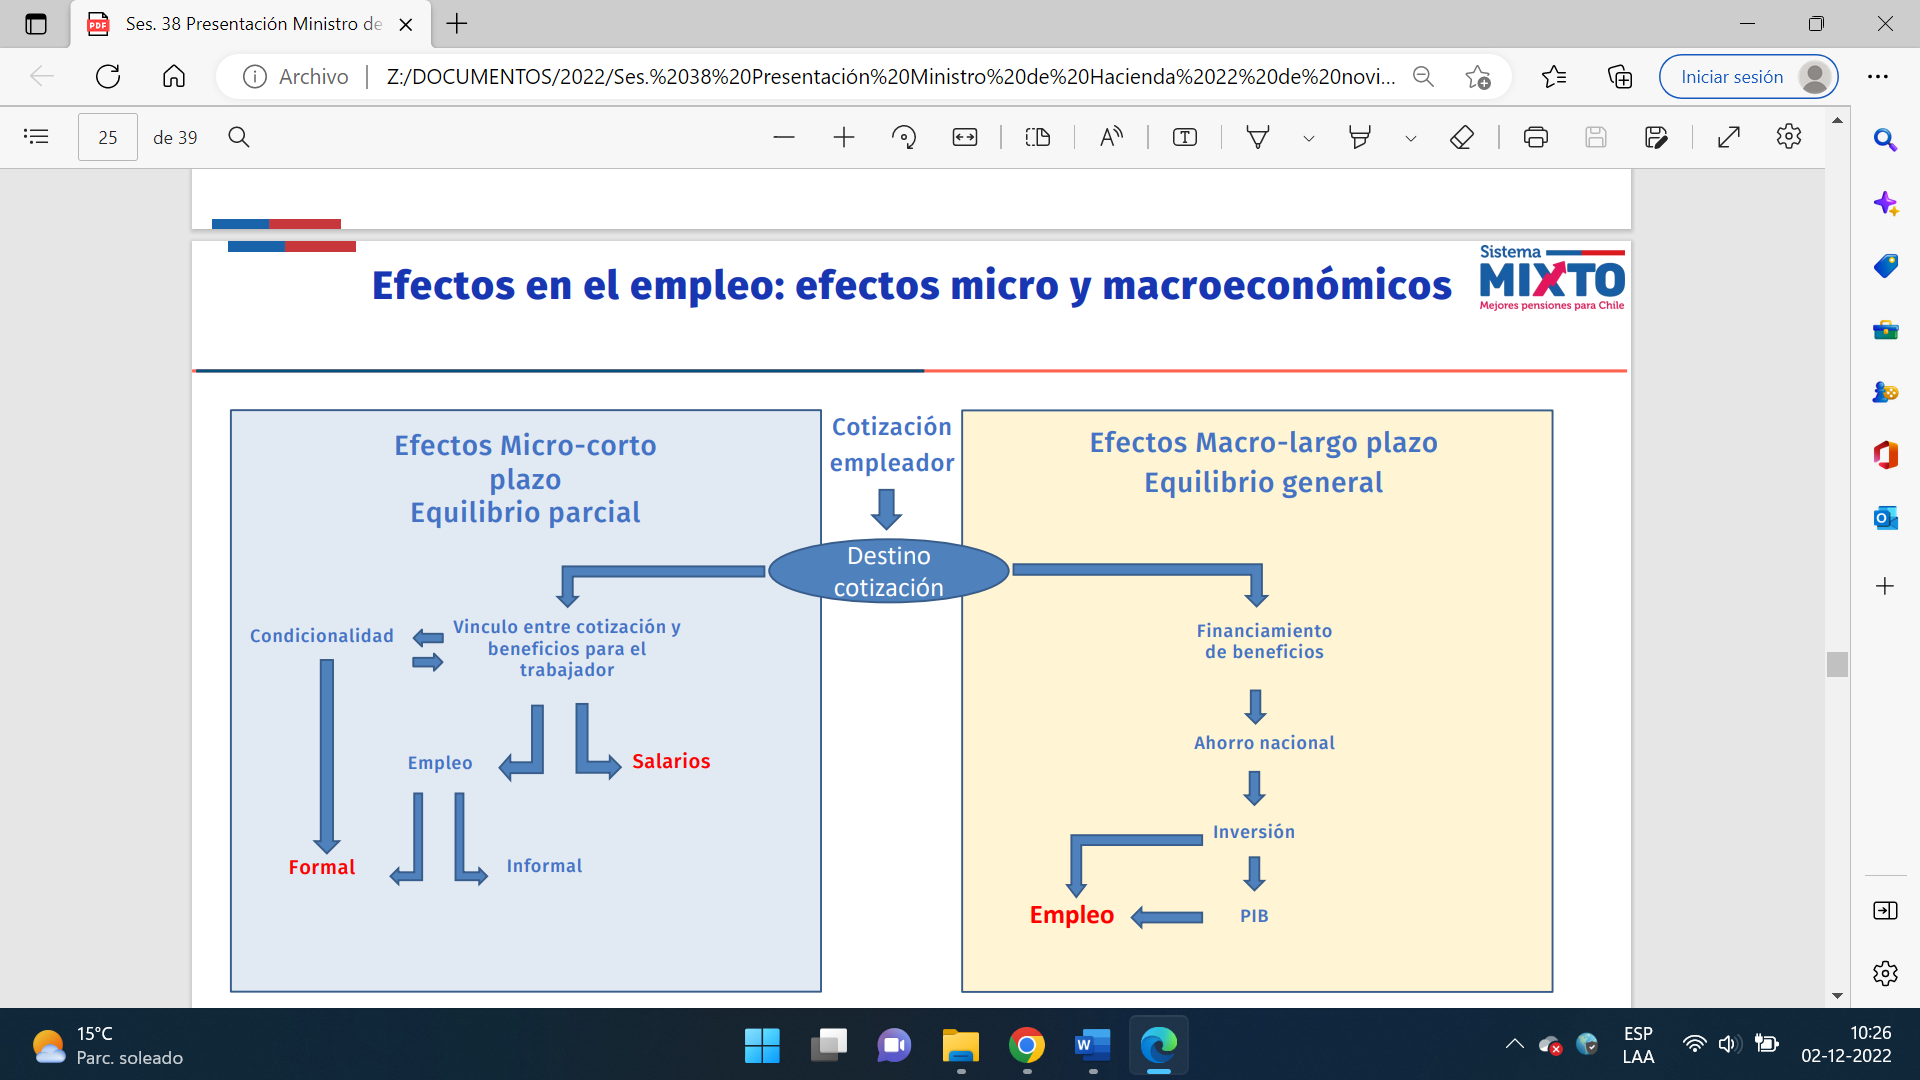 Ses. 38 Presentación Ministro de
Archivo
Z:/DOCUMENTOS/2022/Ses.%2038%20Presentación%20Ministro%20de%20Hacienda%2022%20de%20novi...
Iniciar sesión
25
de 39
Efectos en el empleo: efectos micro y macroeconómicos
Sistema
MIXTO
Mejores pensiones para Chile
Efectos Micro-corto
plazo
Equilibrio parcial
Cotización
empleador
Efectos Macro-largo plazo
Equilibrio general
Destino
cotización
Condicionalidad
Vinculo entre cotización y
beneficios para el
trabajador
Financiamiento
de beneficios
Empleo
Salarios
Ahorro nacional
Formal
Informal
Inversión
Empleo
PIB
15°C
Parc. soleado
ESP
LAA
10:26
02-12-2022